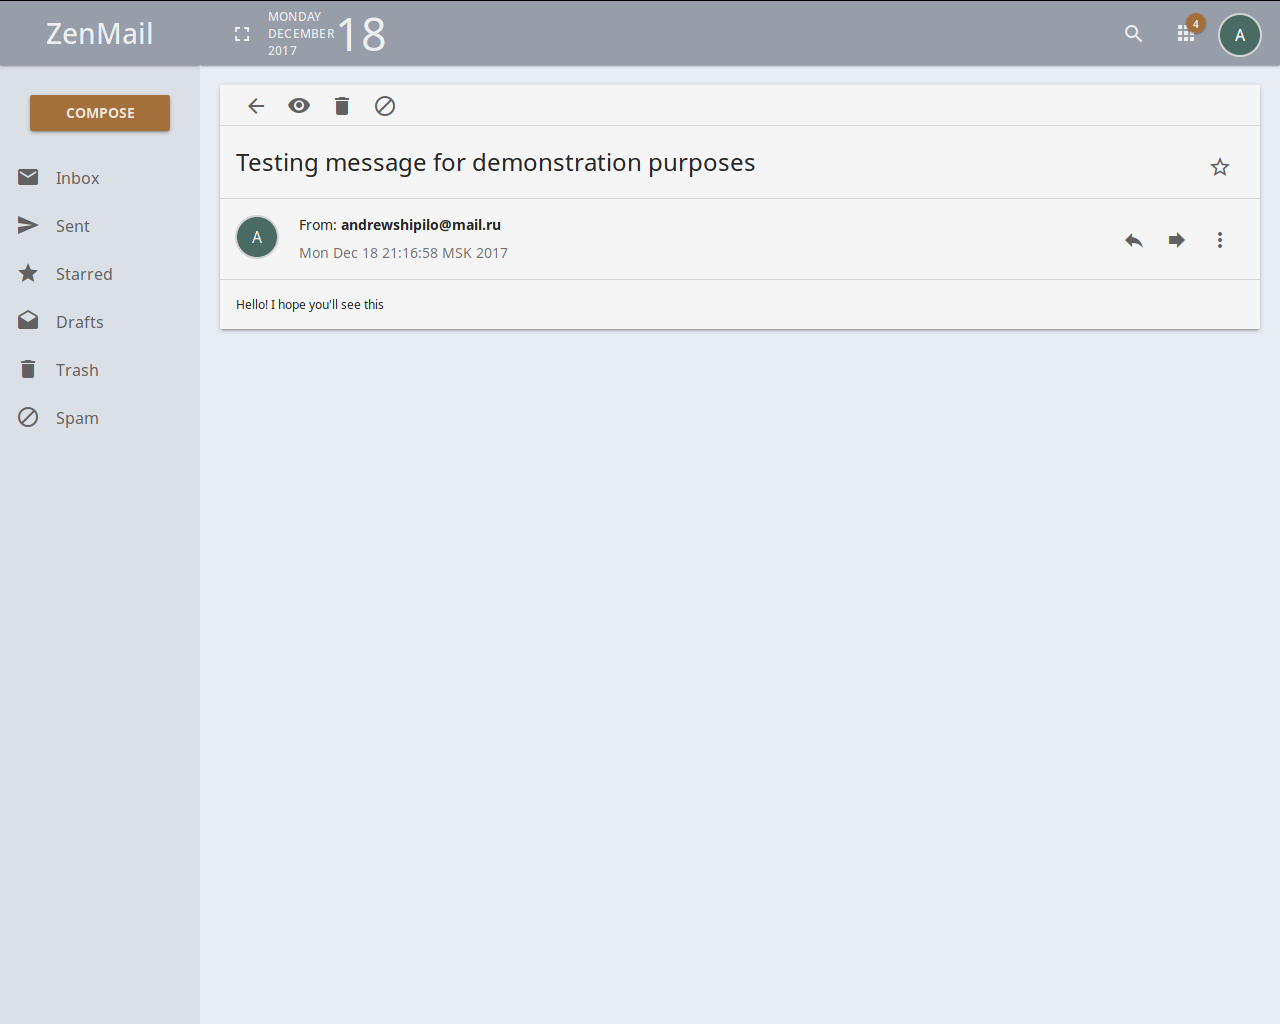 ZenMail
MONDAY
DECEMBER
2017
18
4
A
COMPOSE
Inbox
Sent
Starred
Drafts
Trash
Spam
Testing message for demonstration purposes
A
From: andrewshipilo@mail.ru
Mon Dec 18 21:16:58 MSK 2017
Hello! I hope you'll see this